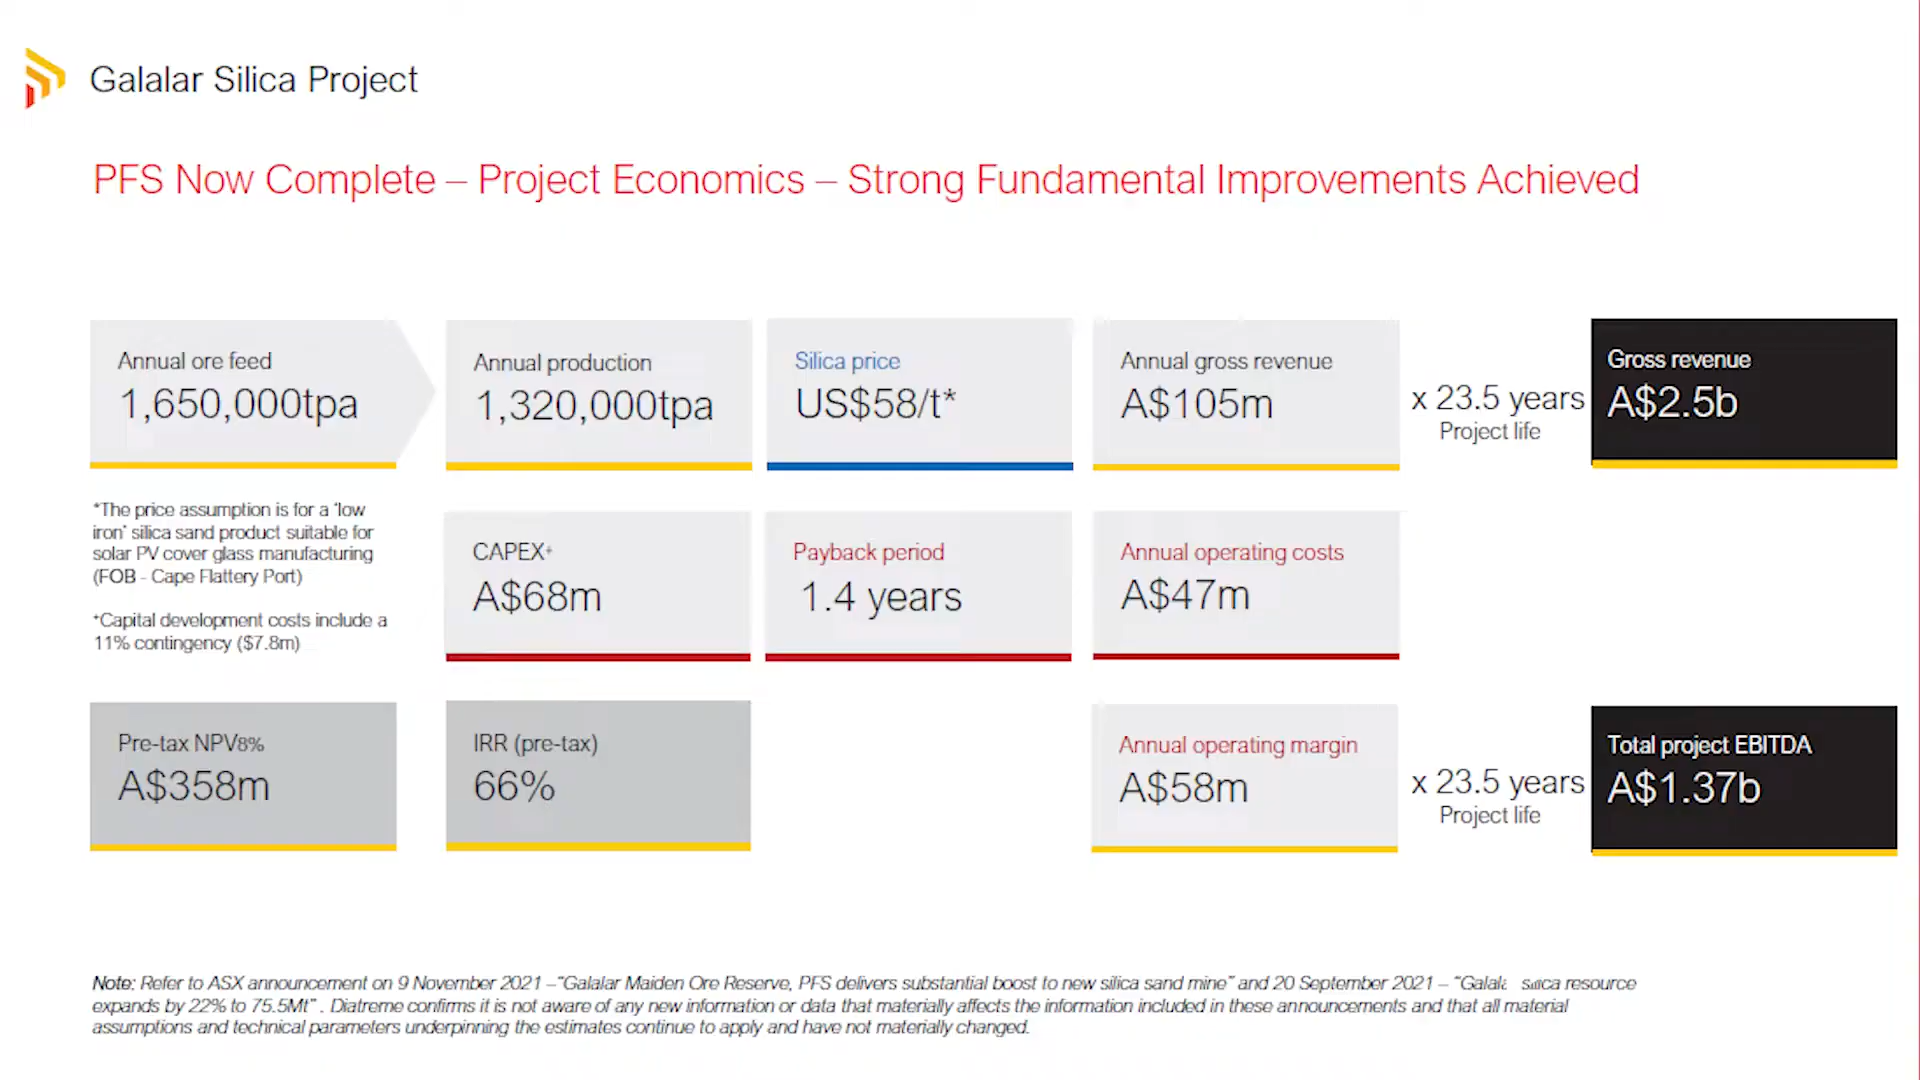 Galalar Silica Project
PFS Now Complete – Project Economics – Strong Fundamental Improvements Achieved
Annual ore feed
1,650,000tpa
Annual production
1,320,000tpa
Silica price
US$58/t*
Annual gross revenue
A$105m
x 23.5 years
Project life
Gross revenue
A$2.5b
*The price assumption is for a 'low
iron' silica sand product suitable for
solar PV cover glass manufacturing
(FOB - Cape Flattery Port)
+Capital development costs include a
11% contingency ($7.8m)
CAPEX+
A$68m
Payback period
1.4 years
Annual operating costs
A$47m
Pre-tax NPV8%
A$358m
IRR (pre-tax)
66%
Annual operating margin
A$58m
x 23.5 years
Project life
Total project EBITDA
A$1.37b
Note: Refer to ASX announcement on 9 November 2021 –"Galalar Maiden Ore Reserve, PFS delivers substantial boost to new silica sand mine" and 20 September 2021 – "Galala silica resource
expands by 22% to 75.5Mt" . Diatreme confirms it is not aware of any new information or data that materially affects the information included in these announcements and that all material
assumptions and technical parameters underpinning the estimates continue to apply and have not materially changed.